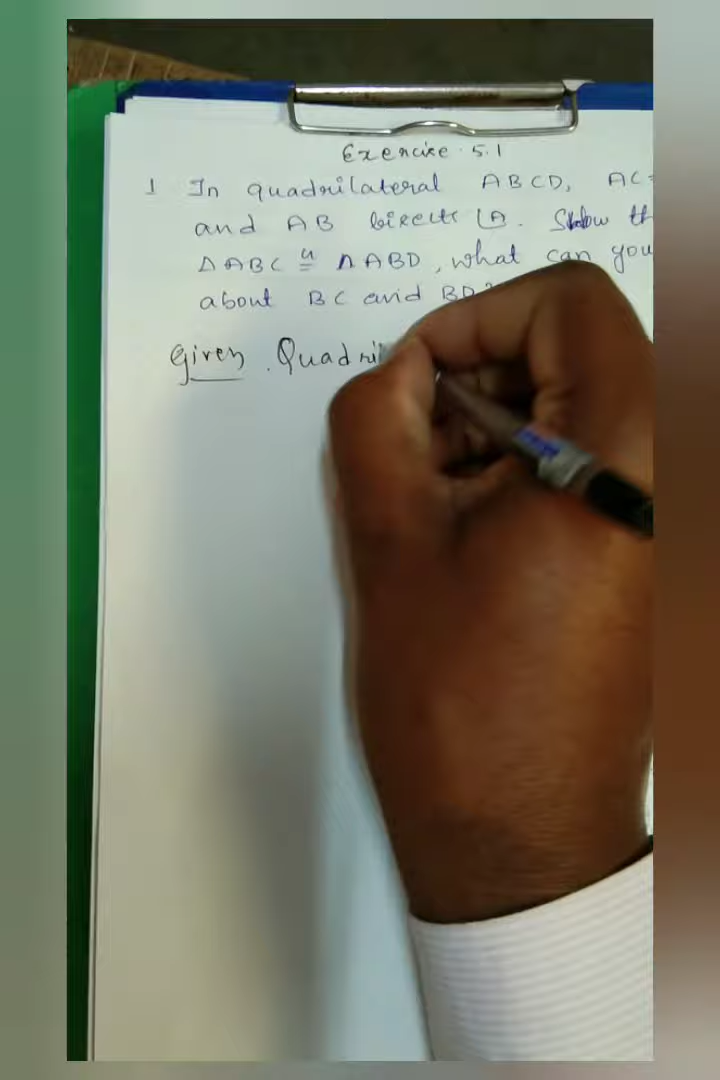 Exercise 5.1
1 In quadrilateral ABCD, AC=
and AB bisects ∠A. Show th
ΔABC ≅ ΔABD, what can you
about BC and BD?
Given. Quadri